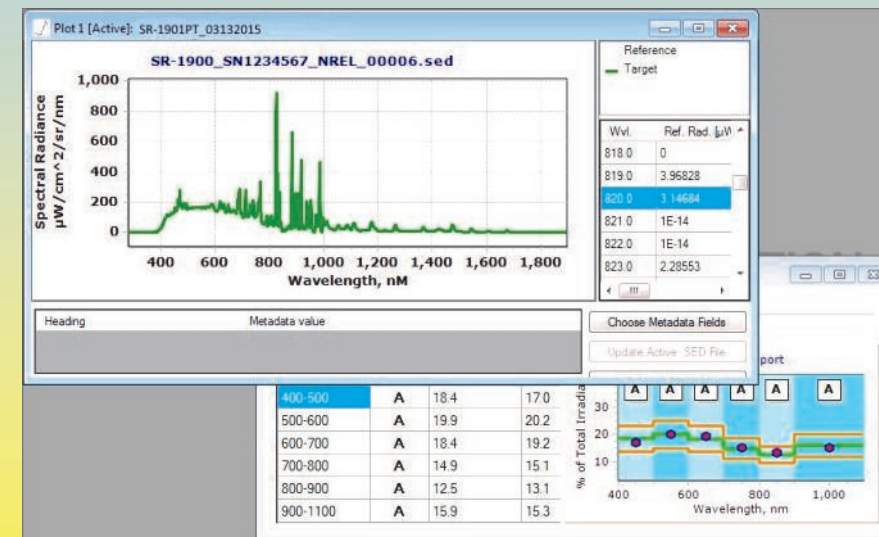 Plot 1 [Active]: SR-1901PT_03132015
SR-1900_SN1234567_NREL_00006.sed
Spectral Radiance
µW/cm^2/sr/nm
1,000
800
600
400
200
0
400 600 800 1,000 1,200 1,400 1,600 1,800
Wavelength, nM
Reference
Target
Wvl. Ref. Rad. [µW
818.0 0
819.0 3.96828
820.0 3.14684
821.0 1E-14
822.0 1E-14
823.0 2.28553
Heading Metadata value
Choose Metadata Fields
Update Active .SED File
port
400-500 A 18.4 17.0
500-600 A 19.9 20.2
600-700 A 18.4 19.2
700-800 A 14.9 15.1
800-900 A 12.5 13.1
900-1100 A 15.9 15.3
% of Total Irradia
A A A A A A
30
20
10
400 600 800 1,000
Wavelength, nm